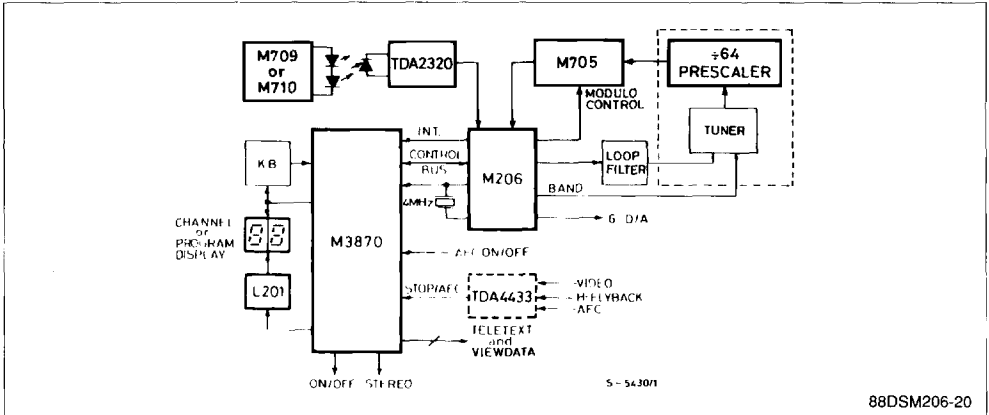 M709
or
M710
TDA2320
M705
÷64
PRESCALER
MODULO
CONTROL
TUNER
INT.
KB
CONTROL
BUS
M206
LOOP
FILTER
BAND
4MHz
6 D/A
CHANNEL
or
PROGRAM
DISPLAY
88
M3870
AFC ON/OFF
L201
STOP/AFC
TDA4433
-VIDEO
H-FLYBACK
-AFC
TELETEXT
and
VIEWDATA
ON/OFF STEREO
S - 5430/1
88DSM206-20